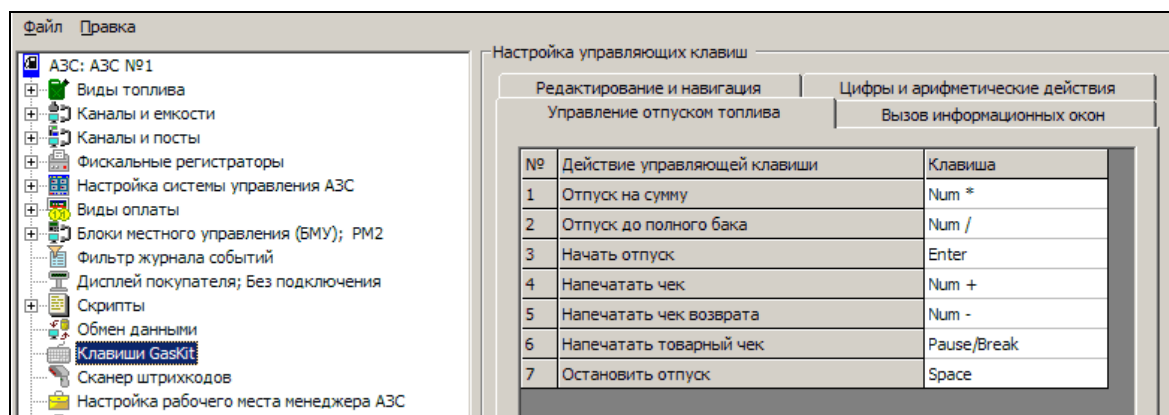 Файл Правка
АЗС: АЗС №1
Виды топлива
Каналы и емкости
Каналы и посты
Фискальные регистраторы
Настройка системы управления АЗС
Виды оплаты
Блоки местного управления (БМУ); РМ2
Фильтр журнала событий
Дисплей покупателя; Без подключения
Скрипты
Обмен данными
Клавиши GasKit
Сканер штрихкодов
Настройка рабочего места менеджера АЗС
Настройка управляющих клавиш
Редактирование и навигация Цифры и арифметические действия
Управление отпуском топлива Вызов информационных окон
№ Действие управляющей клавиши Клавиша
1 Отпуск на сумму Num *
2 Отпуск до полного бака Num /
3 Начать отпуск Enter
4 Напечатать чек Num +
5 Напечатать чек возврата Num -
6 Напечатать товарный чек Pause/Break
7 Остановить отпуск Space